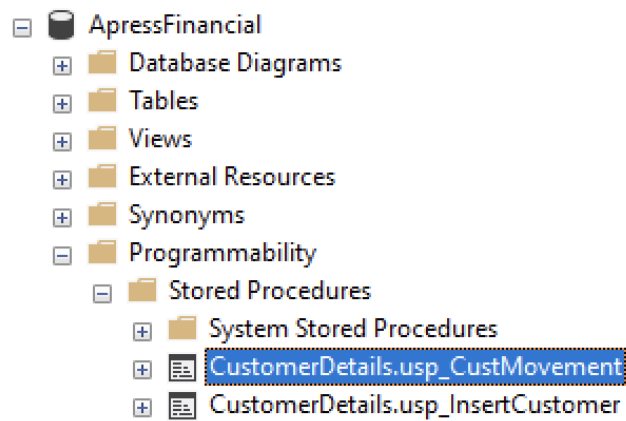 ApressFinancial
Database Diagrams
Tables
Views
External Resources
Synonyms
Programmability
Stored Procedures
System Stored Procedures
CustomerDetails.usp_CustMovement
CustomerDetails.usp_InsertCustomer